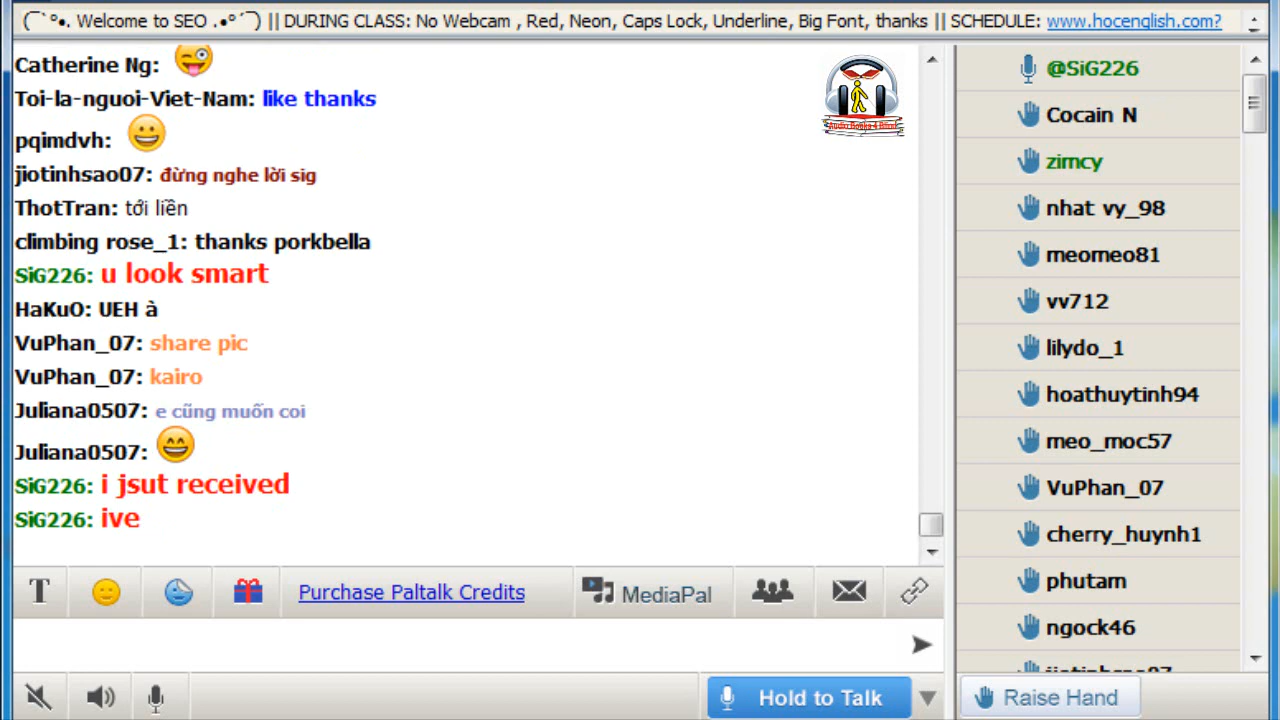 (¯`°•. Welcome to SEO .•°´¯) || DURING CLASS: No Webcam , Red, Neon, Caps Lock, Underline, Big Font, thanks || SCHEDULE: www.hocenglish.com?
Catherine Ng:
Toi-la-nguoi-Viet-Nam: like thanks
pqimdvh:
jiotinhsao07: đừng nghe lời sig
ThotTran: tới liền
climbing rose_1: thanks porkbella
SiG226: u look smart
HaKuO: UEH à
VuPhan_07: share pic
VuPhan_07: kairo
Juliana0507: e cũng muốn coi
Juliana0507:
SiG226: i jsut received
SiG226: ive
Audio Books 4 Blind
@SiG226
Cocain N
zimcy
nhat vy_98
meomeo81
vv712
lilydo_1
hoathuytinh94
meo_moc57
VuPhan_07
cherry_huynh1
phutam
ngock46
T
Purchase Paltalk Credits
MediaPal
Hold to Talk
Raise Hand